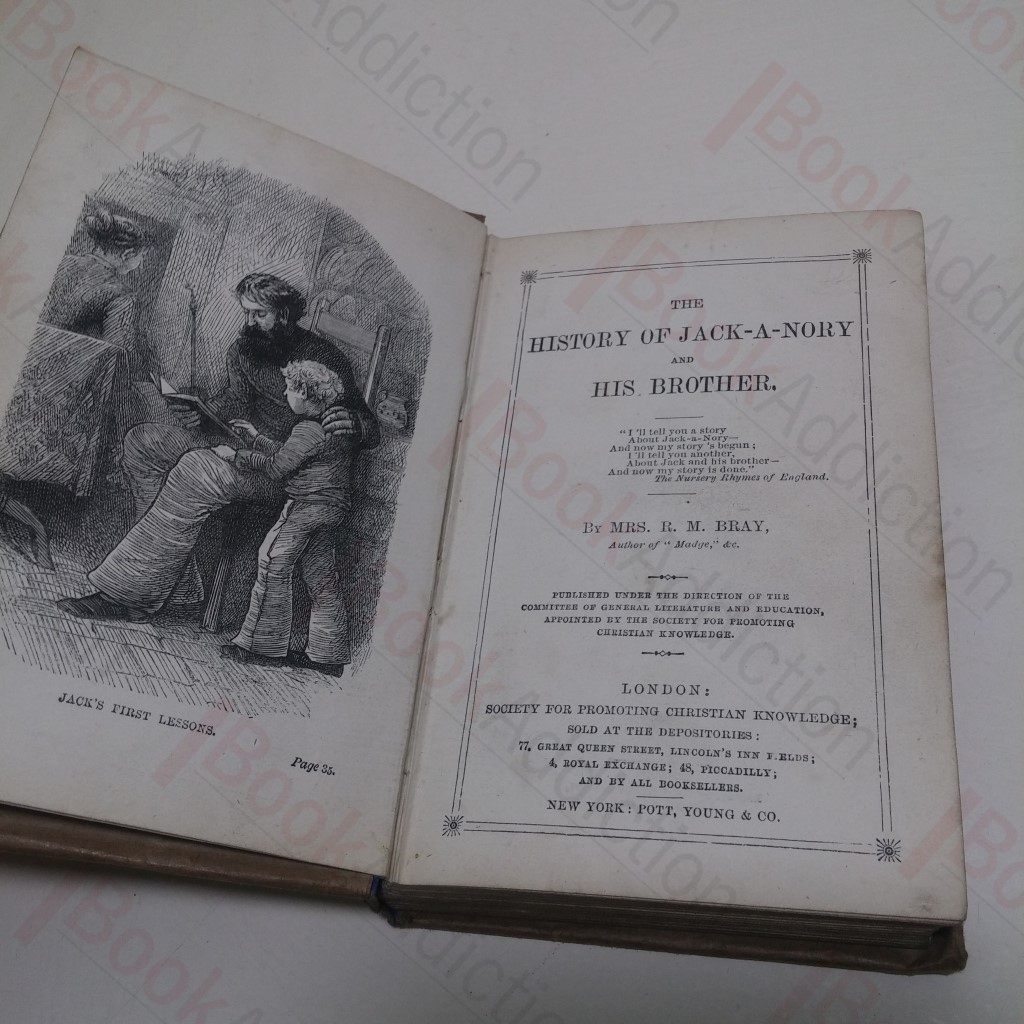 JACK'S FIRST LESSONS.
Page 35.
THE
HISTORY OF JACK-A-NORY
AND
HIS BROTHER.
"I'll tell you a story
About Jack-a-Nory—
And now my story's begun;
I'll tell you another,
About Jack and his brother—
And now my story is done."
The Nursery Rhymes of England.
BY MRS. R. M. BRAY,
Author of "Madge," &c.
PUBLISHED UNDER THE DIRECTION OF THE
COMMITTEE OF GENERAL LITERATURE AND EDUCATION,
APPOINTED BY THE SOCIETY FOR PROMOTING
CHRISTIAN KNOWLEDGE.
LONDON:
SOCIETY FOR PROMOTING CHRISTIAN KNOWLEDGE;
SOLD AT THE DEPOSITORIES:
77, GREAT QUEEN STREET, LINCOLN'S INN FIELDS;
4, ROYAL EXCHANGE; 48, PICCADILLY;
AND BY ALL BOOKSELLERS.
NEW YORK: POTT, YOUNG & CO.
BookAddiction